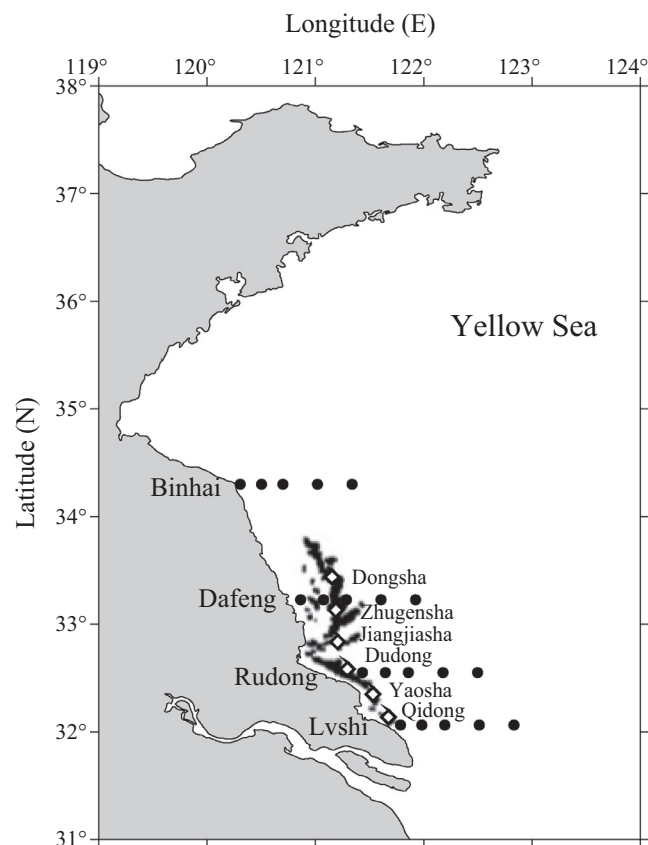 Longitude (E)
119° 120° 121° 122° 123° 124°
38°
37°
36°
Yellow Sea
35°
Latitude (N)
Binhai
34°
Dongsha
Dafeng
Zhugensha
33°
Jiangjiasha
Dudong
Rudong
Yaosha
Qidong
Lvshi
32°
31°